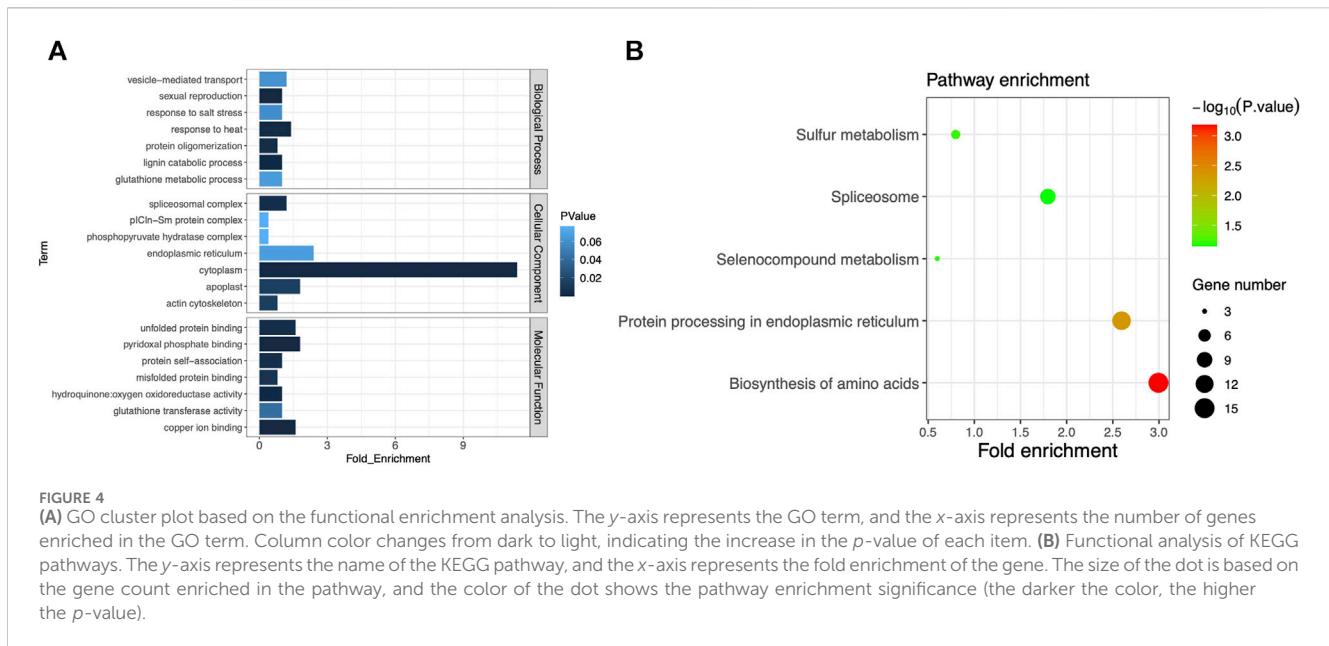 A
vesicle−mediated transport
sexual reproduction
response to salt stress
response to heat
protein oligomerization
lignin catabolic process
glutathione metabolic process
Biological Process
spliceosomal complex
pICln−Sm protein complex
phosphopyruvate hydratase complex
endoplasmic reticulum
cytoplasm
apoplast
actin cytoskeleton
Cellular Component
unfolded protein binding
pyridoxal phosphate binding
protein self−association
misfolded protein binding
hydroquinone:oxygen oxidoreductase activity
glutathione transferase activity
copper ion binding
Molecular Function
Term
0 3 6 9
Fold_Enrichment
PValue
0.06
0.04
0.02
B
Pathway enrichment
Sulfur metabolism
Spliceosome
Selenocompound metabolism
Protein processing in endoplasmic reticulum
Biosynthesis of amino acids
0.5 1.0 1.5 2.0 2.5 3.0
Fold enrichment
−log10(P.value)
3.0
2.5
2.0
1.5
Gene number
3
6
9
12
15
FIGURE 4
(A) GO cluster plot based on the functional enrichment analysis. The y-axis represents the GO term, and the x-axis represents the number of genes
enriched in the GO term. Column color changes from dark to light, indicating the increase in the p-value of each item. (B) Functional analysis of KEGG
pathways. The y-axis represents the name of the KEGG pathway, and the x-axis represents the fold enrichment of the gene. The size of the dot is based on
the gene count enriched in the pathway, and the color of the dot shows the pathway enrichment significance (the darker the color, the higher
the p-value).